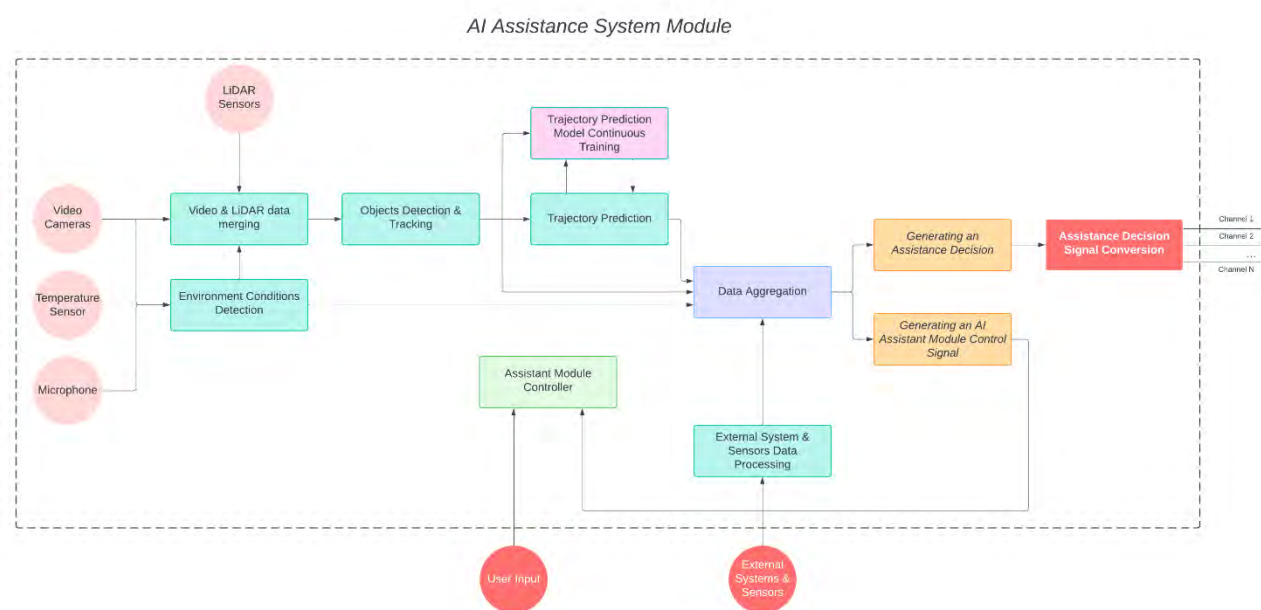 AI Assistance System Module
LiDAR
Sensors
Trajectory Prediction
Model Continuous
Training
Video
Cameras
Video & LiDAR data
merging
Objects Detection &
Tracking
Trajectory Prediction
Generating an
Assistance Decision
Assistance Decision
Signal Conversion
Channel 1
Channel 2
...
Channel N
Temperature
Sensor
Environment Conditions
Detection
Data Aggregation
Generating an AI
Assistant Module Control
Signal
Microphone
Assistant Module
Controller
External System &
Sensors Data
Processing
User Input
External
Systems &
Sensors